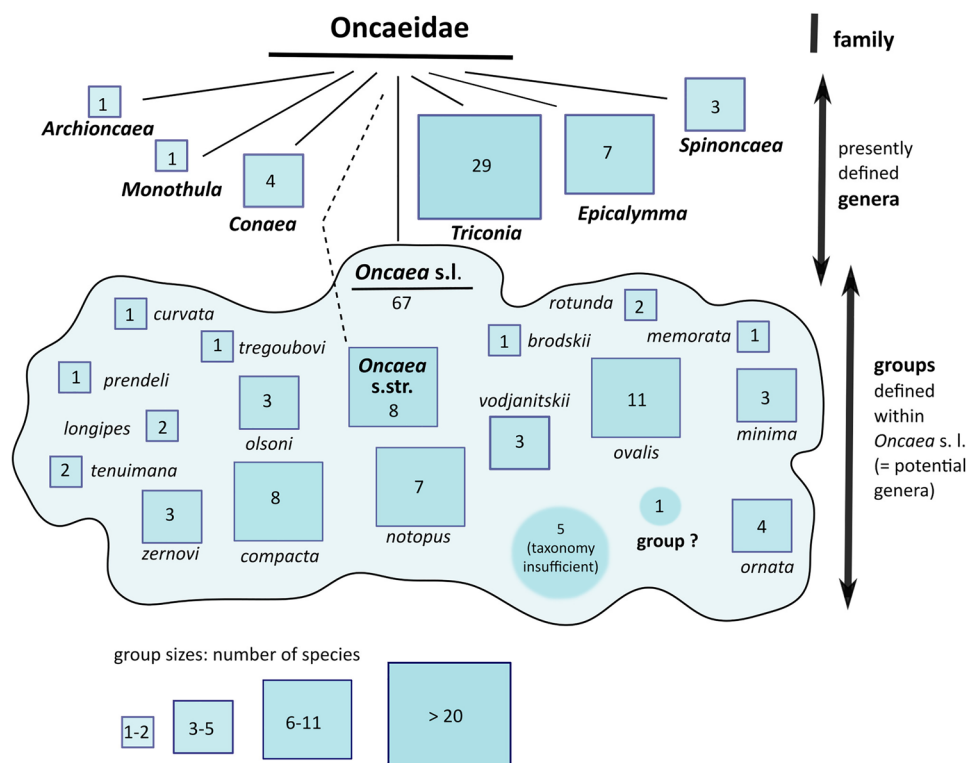 Oncaeidae
family
1
Archioncaea
1
Monothula
4
Conaea
29
Triconia
7
Epicalymma
3
Spinoncaea
presently
defined
genera
Oncaea s.l.
67
1 curvata
1 tregoubovi
1 prendeli
longipes 2
2 tenuimana
3
olsoni
3
zernovi
8
compacta
Oncaea
s.str.
8
7
notopus
1 brodskii
rotunda 2
memorata 1
vodjanitskii
3
11
ovalis
3
minima
5
(taxonomy
insufficient)
1
group ?
4
ornata
groups
defined
within
Oncaea s. l.
(= potential
genera)
group sizes: number of species
1-2
3-5
6-11
> 20